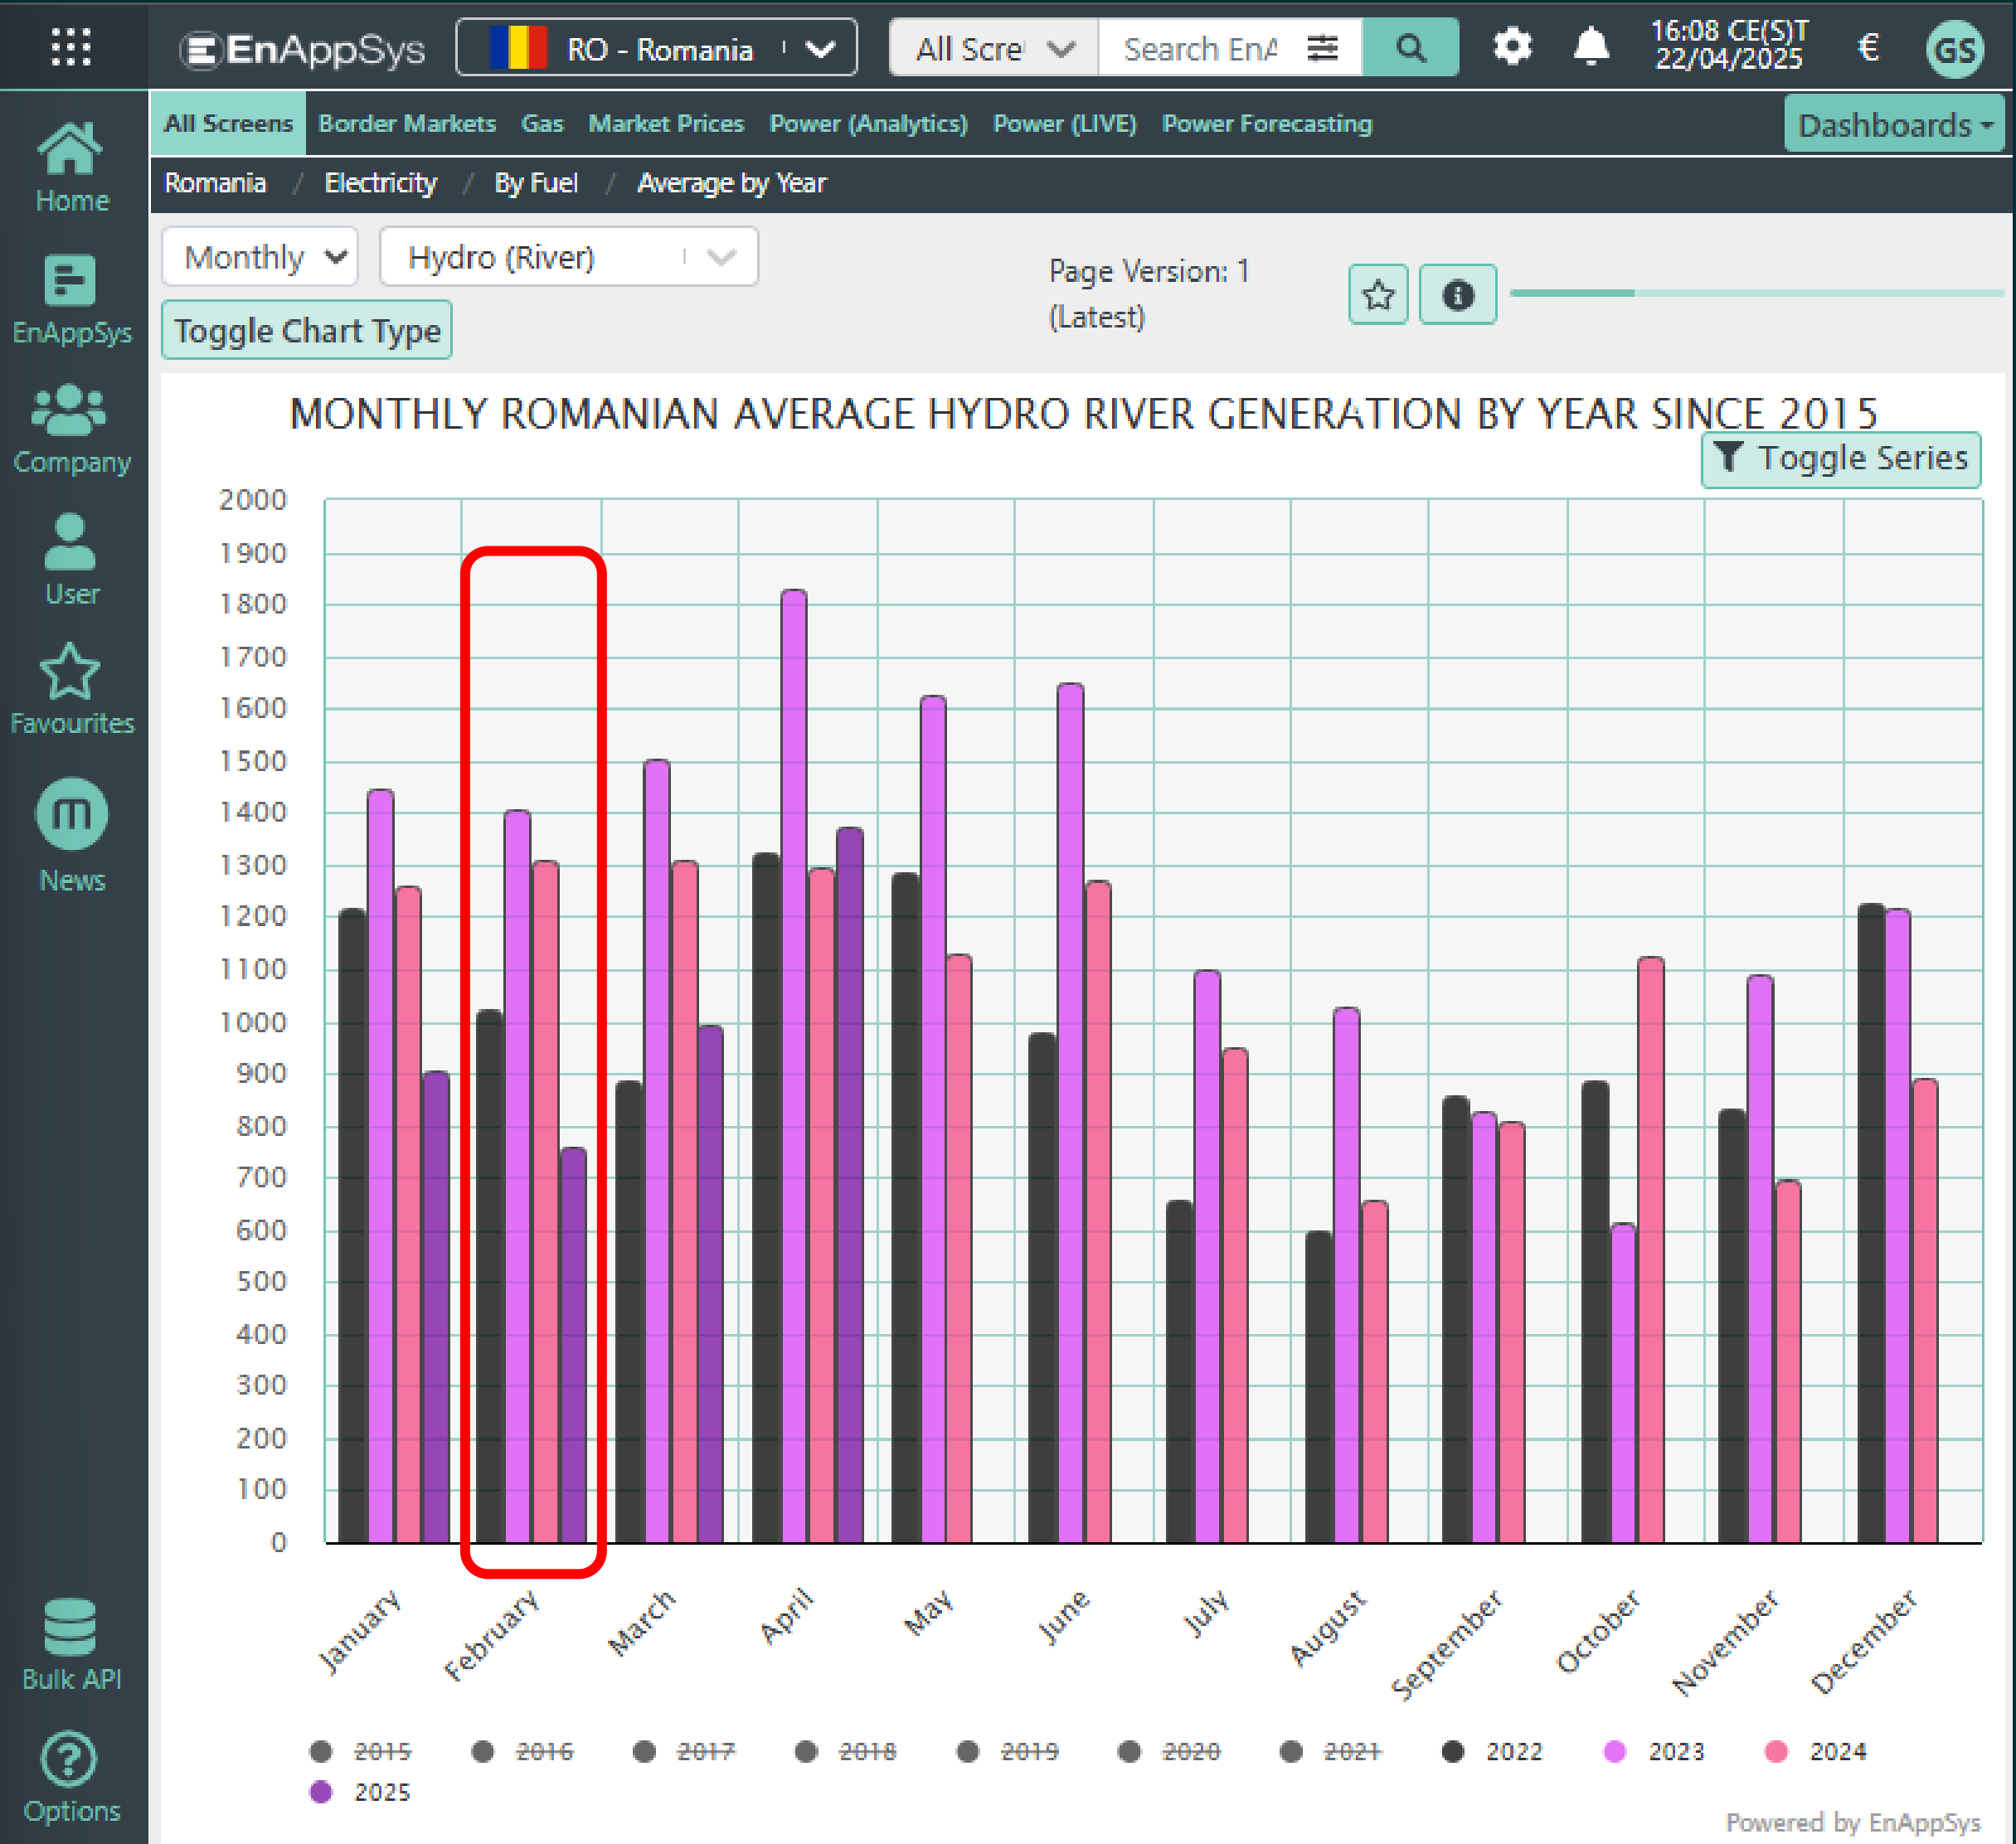 EnAppSys RO - Romania All Scre Search EnA 16:08 CE(S)T €  GS
22/04/2025
All Screens Border Markets Gas Market Prices Power (Analytics) Power (LIVE) Power Forecasting Dashboards
Romania / Electricity / By Fuel / Average by Year
Home
EnAppSys
Company
User
Favourites
m
News
Bulk API
Options
Monthly Hydro (River)
Page Version: 1
(Latest)
Toggle Chart Type
MONTHLY ROMANIAN AVERAGE HYDRO RIVER GENERATION BY YEAR SINCE 2015
Toggle Series
2000
1900
1800
1700
1600
1500
1400
1300
1200
1100
1000
900
800
700
600
500
400
300
200
100
0
January February March April May June July August September October November December
2015 2016 2017 2018 2019 2020 2021 2022 2023 2024
2025
Powered by EnAppSys